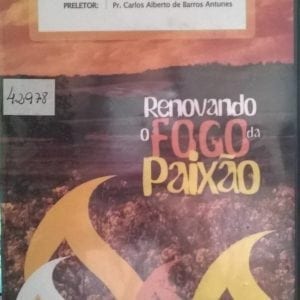 PRELETOR: Pr. Carlos Alberto de Barros Antunes
42978
Renovando
o FOGO da
Paixão